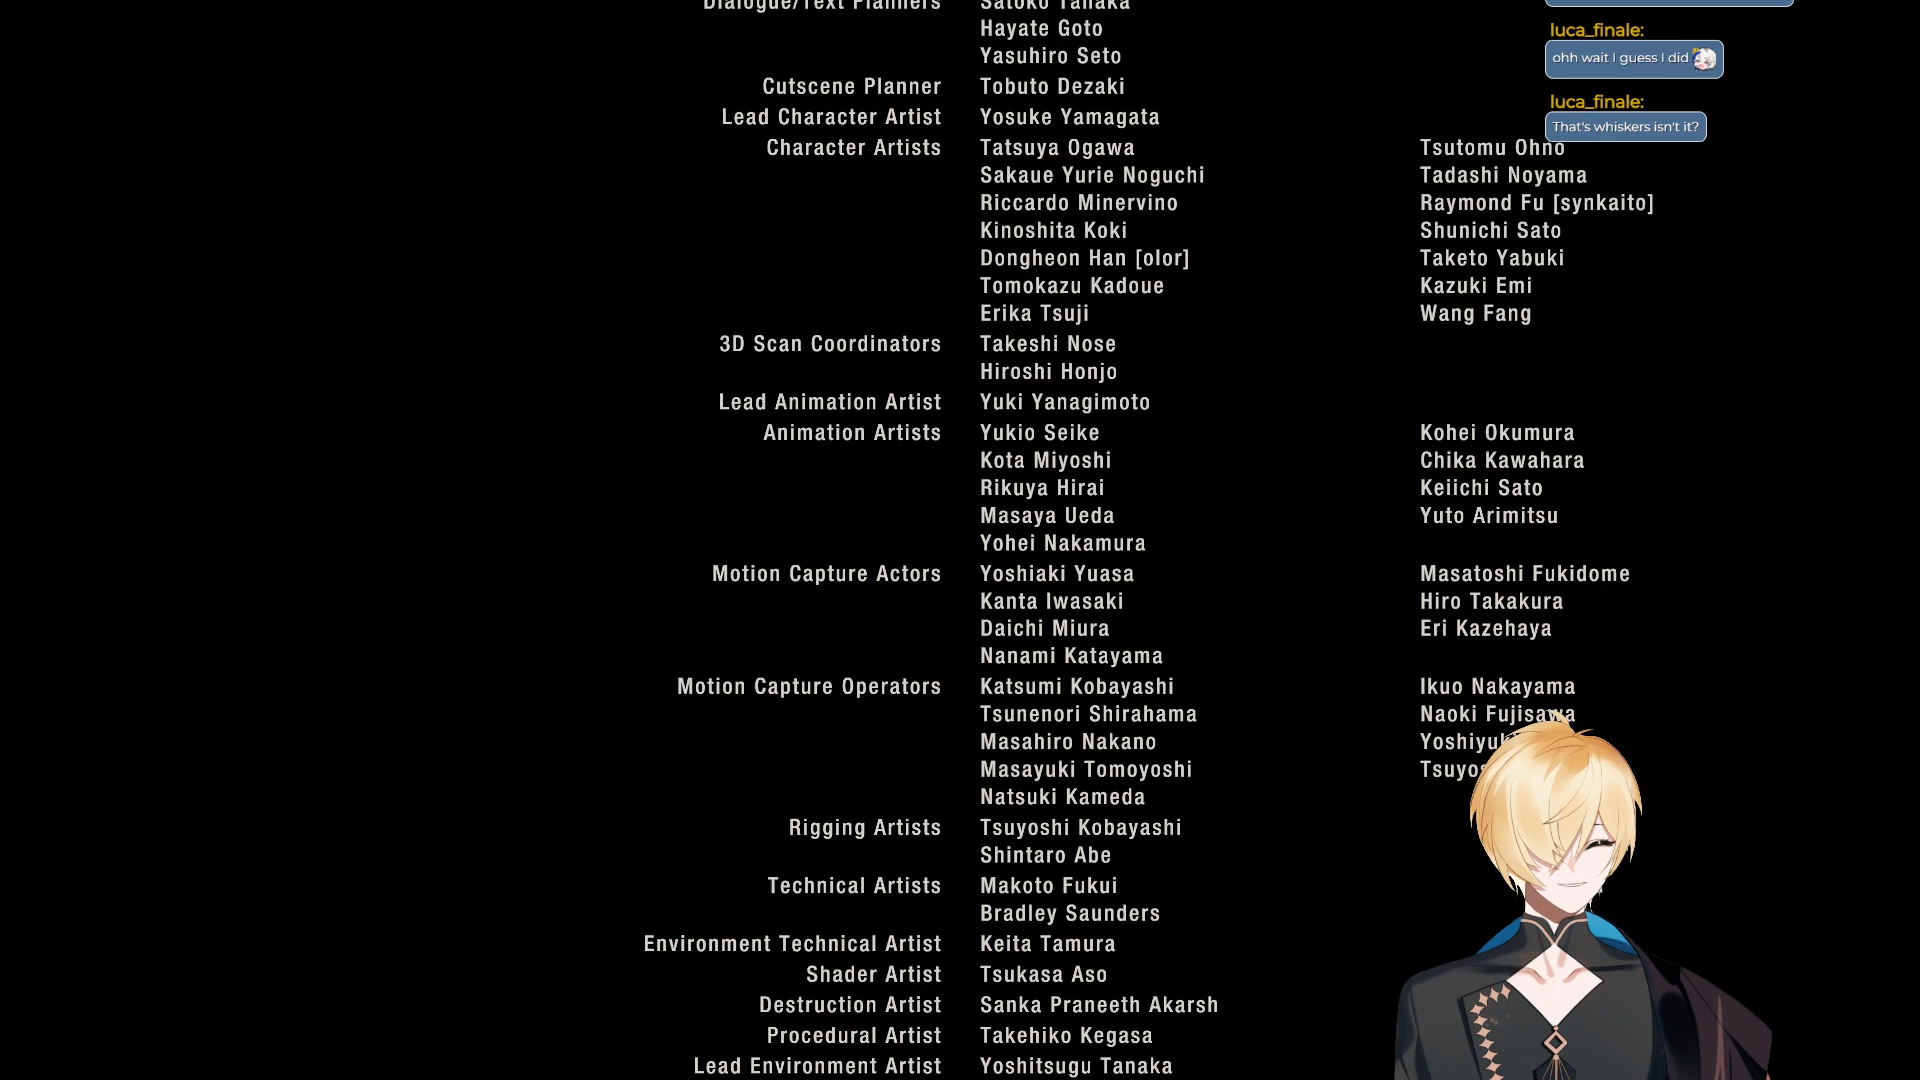 Dialogue/Text Planners Satoko Tanaka
Hayate Goto
Yasuhiro Seto
Cutscene Planner Tobuto Dezaki
Lead Character Artist Yosuke Yamagata
Character Artists Tatsuya Ogawa Tsutomu Ohno
Sakaue Yurie Noguchi Tadashi Noyama
Riccardo Minervino Raymond Fu [synkaito]
Kinoshita Koki Shunichi Sato
Dongheon Han [olor] Taketo Yabuki
Tomokazu Kadoue Kazuki Emi
Erika Tsuji Wang Fang
3D Scan Coordinators Takeshi Nose
Hiroshi Honjo
Lead Animation Artist Yuki Yanagimoto
Animation Artists Yukio Seike Kohei Okumura
Kota Miyoshi Chika Kawahara
Rikuya Hirai Keiichi Sato
Masaya Ueda Yuto Arimitsu
Yohei Nakamura
Motion Capture Actors Yoshiaki Yuasa Masatoshi Fukidome
Kanta Iwasaki Hiro Takakura
Daichi Miura Eri Kazehaya
Nanami Katayama
Motion Capture Operators Katsumi Kobayashi Ikuo Nakayama
Tsunenori Shirahama Naoki Fujisawa
Masahiro Nakano
Masayuki Tomoyoshi
Natsuki Kameda
Rigging Artists Tsuyoshi Kobayashi
Shintaro Abe
Technical Artists Makoto Fukui
Bradley Saunders
Environment Technical Artist Keita Tamura
Shader Artist Tsukasa Aso
Destruction Artist Sanka Praneeth Akarsh
Procedural Artist Takehiko Kegasa
Lead Environment Artist Yoshitsugu Tanaka
luca_finale:
ohh wait I guess I did
luca_finale:
That's whiskers isn't it?